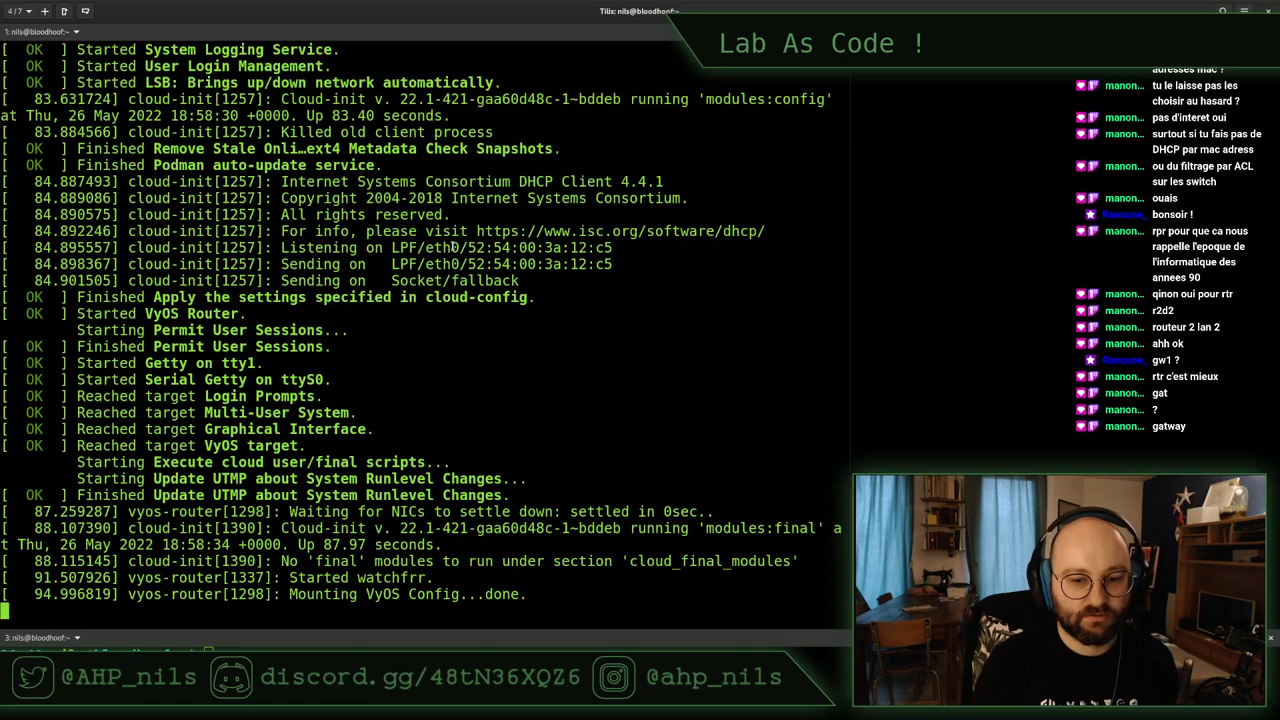 4/7
Tilix: nils@bloodhoof:~
1: nils@bloodhoof:~
Lab As Code !
[  OK  ] Started System Logging Service.
[  OK  ] Started User Login Management.
[  OK  ] Started LSB: Brings up/down network automatically.
[   83.631724] cloud-init[1257]: Cloud-init v. 22.1-421-gaa60d48c-1~bddeb running 'modules:config'
at Thu, 26 May 2022 18:58:30 +0000. Up 83.40 seconds.
[   83.884566] cloud-init[1257]: Killed old client process
[  OK  ] Finished Remove Stale Onli…ext4 Metadata Check Snapshots.
[  OK  ] Finished Podman auto-update service.
[   84.887493] cloud-init[1257]: Internet Systems Consortium DHCP Client 4.4.1
[   84.889086] cloud-init[1257]: Copyright 2004-2018 Internet Systems Consortium.
[   84.890575] cloud-init[1257]: All rights reserved.
[   84.892246] cloud-init[1257]: For info, please visit https://www.isc.org/software/dhcp/
[   84.895557] cloud-init[1257]: Listening on LPF/eth0/52:54:00:3a:12:c5
[   84.898367] cloud-init[1257]: Sending on   LPF/eth0/52:54:00:3a:12:c5
[   84.901505] cloud-init[1257]: Sending on   Socket/fallback
[  OK  ] Finished Apply the settings specified in cloud-config.
[  OK  ] Started VyOS Router.
Starting Permit User Sessions...
[  OK  ] Finished Permit User Sessions.
[  OK  ] Started Getty on tty1.
[  OK  ] Started Serial Getty on ttyS0.
[  OK  ] Reached target Login Prompts.
[  OK  ] Reached target Multi-User System.
[  OK  ] Reached target Graphical Interface.
[  OK  ] Reached target VyOS target.
Starting Execute cloud user/final scripts...
Starting Update UTMP about System Runlevel Changes...
[  OK  ] Finished Update UTMP about System Runlevel Changes.
[   87.259287] vyos-router[1298]: Waiting for NICs to settle down: settled in 0sec..
[   88.107390] cloud-init[1390]: Cloud-init v. 22.1-421-gaa60d48c-1~bddeb running 'modules:final' a
t Thu, 26 May 2022 18:58:34 +0000. Up 87.97 seconds.
[   88.115145] cloud-init[1390]: No 'final' modules to run under section 'cloud_final_modules'
[   91.507926] vyos-router[1337]: Started watchfrr.
[   94.996819] vyos-router[1298]: Mounting VyOS Config...done.
3: nils@bloodhoof:~
@AHP_nils
discord.gg/48tN36XQZ6
@ahp_nils
adresses mac ?
manon... tu le laisse pas les
choisir au hasard ?
manon... pas d'internet oui
manon... surtout si tu fais pas de
DHCP par mac adress
manon... ou du filtrage par ACL
sur les switch
manon... ouais
Rancune_ bonsoir !
manon... rpr pour que ca nous
rappelle l'epoque de
l'informatique des
annees 90
manon... qinon oui pour rtr
manon... r2d2
manon... routeur 2 lan 2
manon... ahh ok
Rancune_ gw1 ?
manon... rtr c'est mieux
manon... gat
manon... ?
manon... gatway